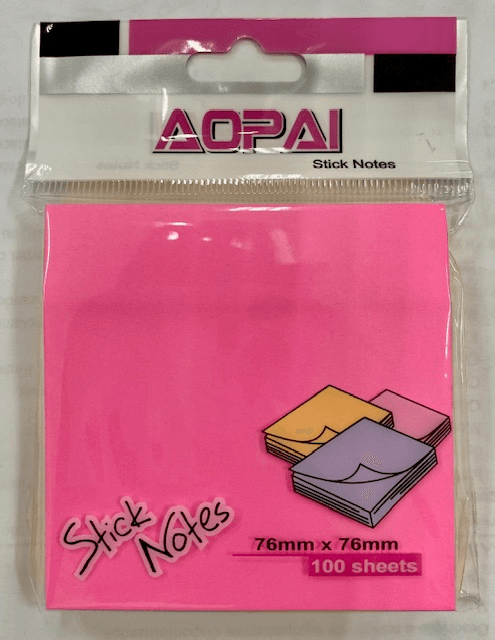 AOPAI
Stick Notes
Stick
Notes
76mm x 76mm
100 sheets